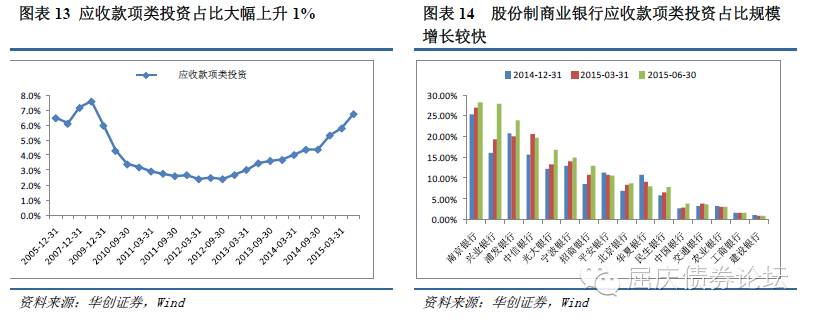 图表 13 应收款项类投资占比大幅上升 1%
应收款项类投资
8.0%
7.0%
6.0%
5.0%
4.0%
3.0%
2.0%
1.0%
0.0%
2005-12-31
2007-12-31
2009-12-31
2010-09-30
2011-03-31
2011-09-30
2012-03-31
2012-09-30
2013-03-31
2013-09-30
2014-03-31
2014-09-30
2015-03-31
资料来源：华创证券，Wind
图表 14 股份制商业银行应收款项类投资占比规模
增长较快
2014-12-31 2015-03-31 2015-06-30
30.00%
25.00%
20.00%
15.00%
10.00%
5.00%
0.00%
南京银行
兴业银行
浦发银行
中信银行
光大银行
宁波银行
招商银行
平安银行
北京银行
华夏银行
民生银行
中国银行
交通银行
农业银行
工商银行
建设银行
屈庆债券论坛
资料来源：华创证券，Wind